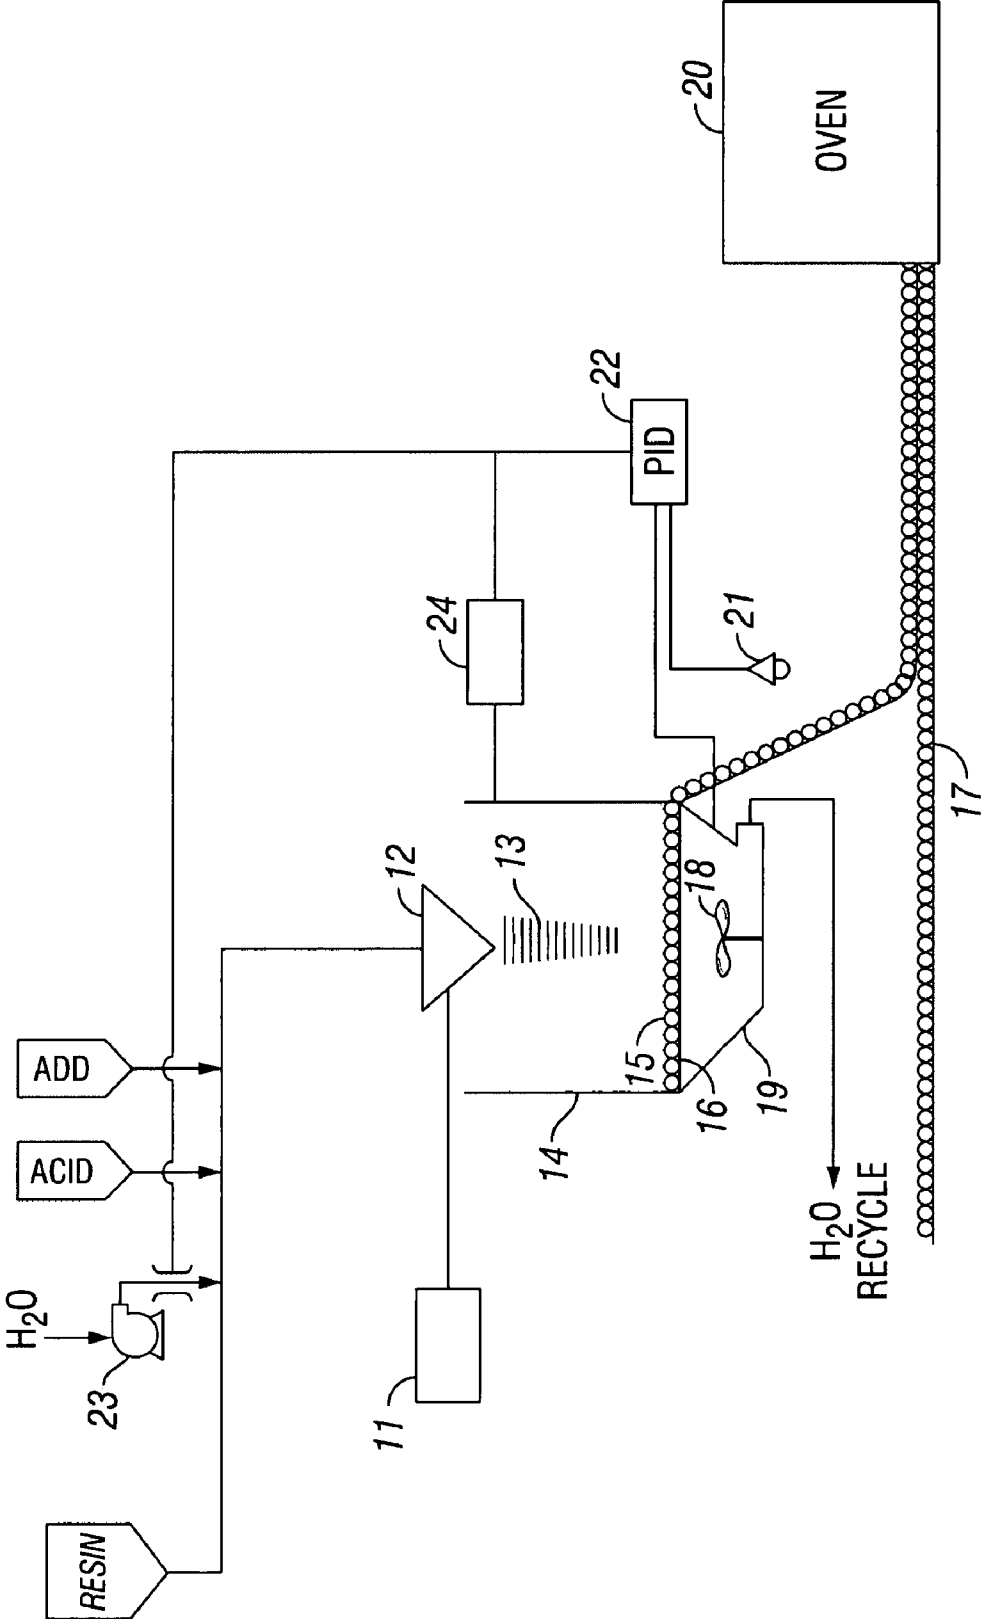 RESIN
H2O
23
ACID
ADD
11
12
13
14
24
22
PID
15
16
18
19
21
H2O
RECYCLE
17
20
OVEN